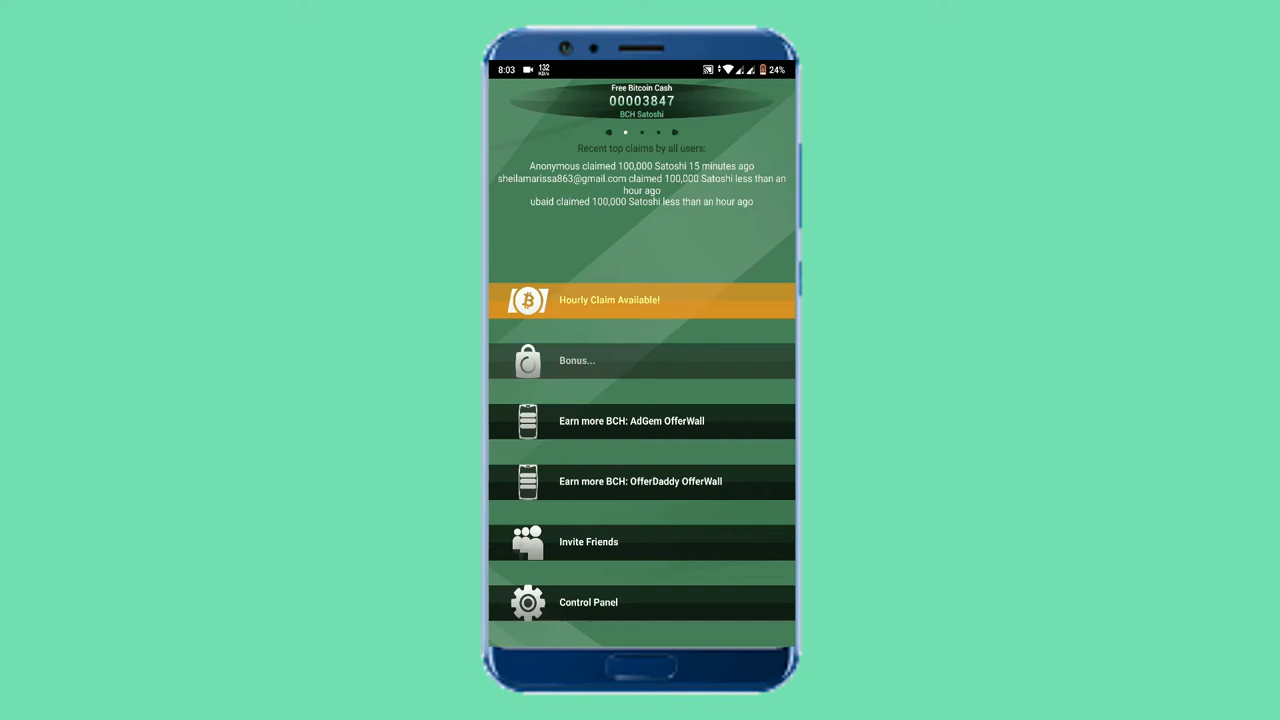 8:03 132 KB/s 24%
Free Bitcoin Cash
00003847
BCH Satoshi
Recent top claims by all users:
Anonymous claimed 100,000 Satoshi 15 minutes ago
sheilamarissa863@gmail.com claimed 100,000 Satoshi less than an
hour ago
ubaid claimed 100,000 Satoshi less than an hour ago
Hourly Claim Available!
Bonus...
Earn more BCH: AdGem OfferWall
Earn more BCH: OfferDaddy OfferWall
Invite Friends
Control Panel